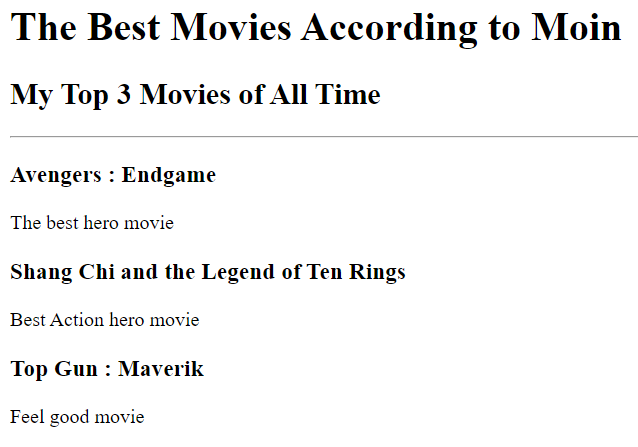 The Best Movies According to Moin
My Top 3 Movies of All Time
Avengers : Endgame
The best hero movie
Shang Chi and the Legend of Ten Rings
Best Action hero movie
Top Gun : Maverik
Feel good movie